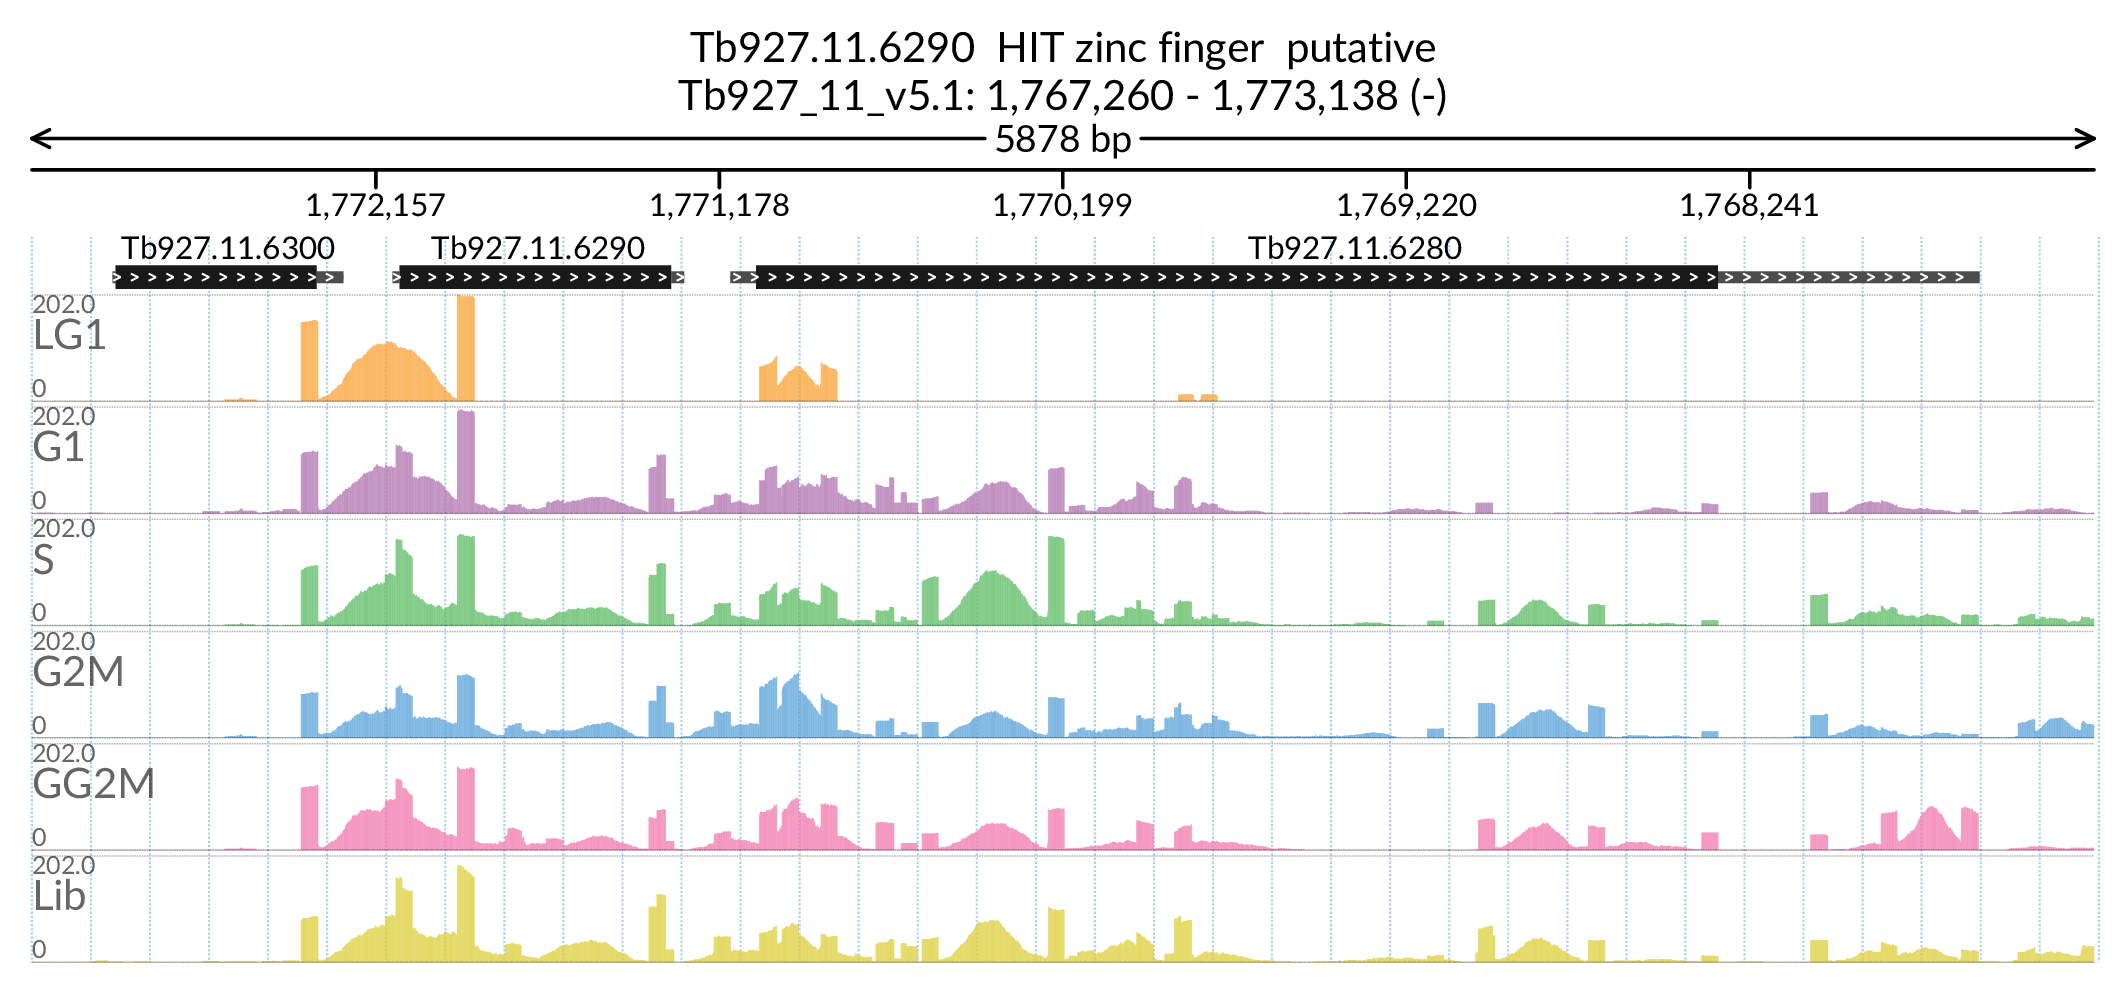 Tb927.11.6290  HIT zinc finger  putative
Tb927_11_v5.1: 1,767,260 - 1,773,138 (-)
5878 bp
1,772,157 1,771,178 1,770,199 1,769,220 1,768,241
Tb927.11.6300 Tb927.11.6290 Tb927.11.6280
202.0
LG1
0
202.0
G1
0
202.0
S
0
202.0
G2M
0
202.0
GG2M
0
202.0
Lib
0